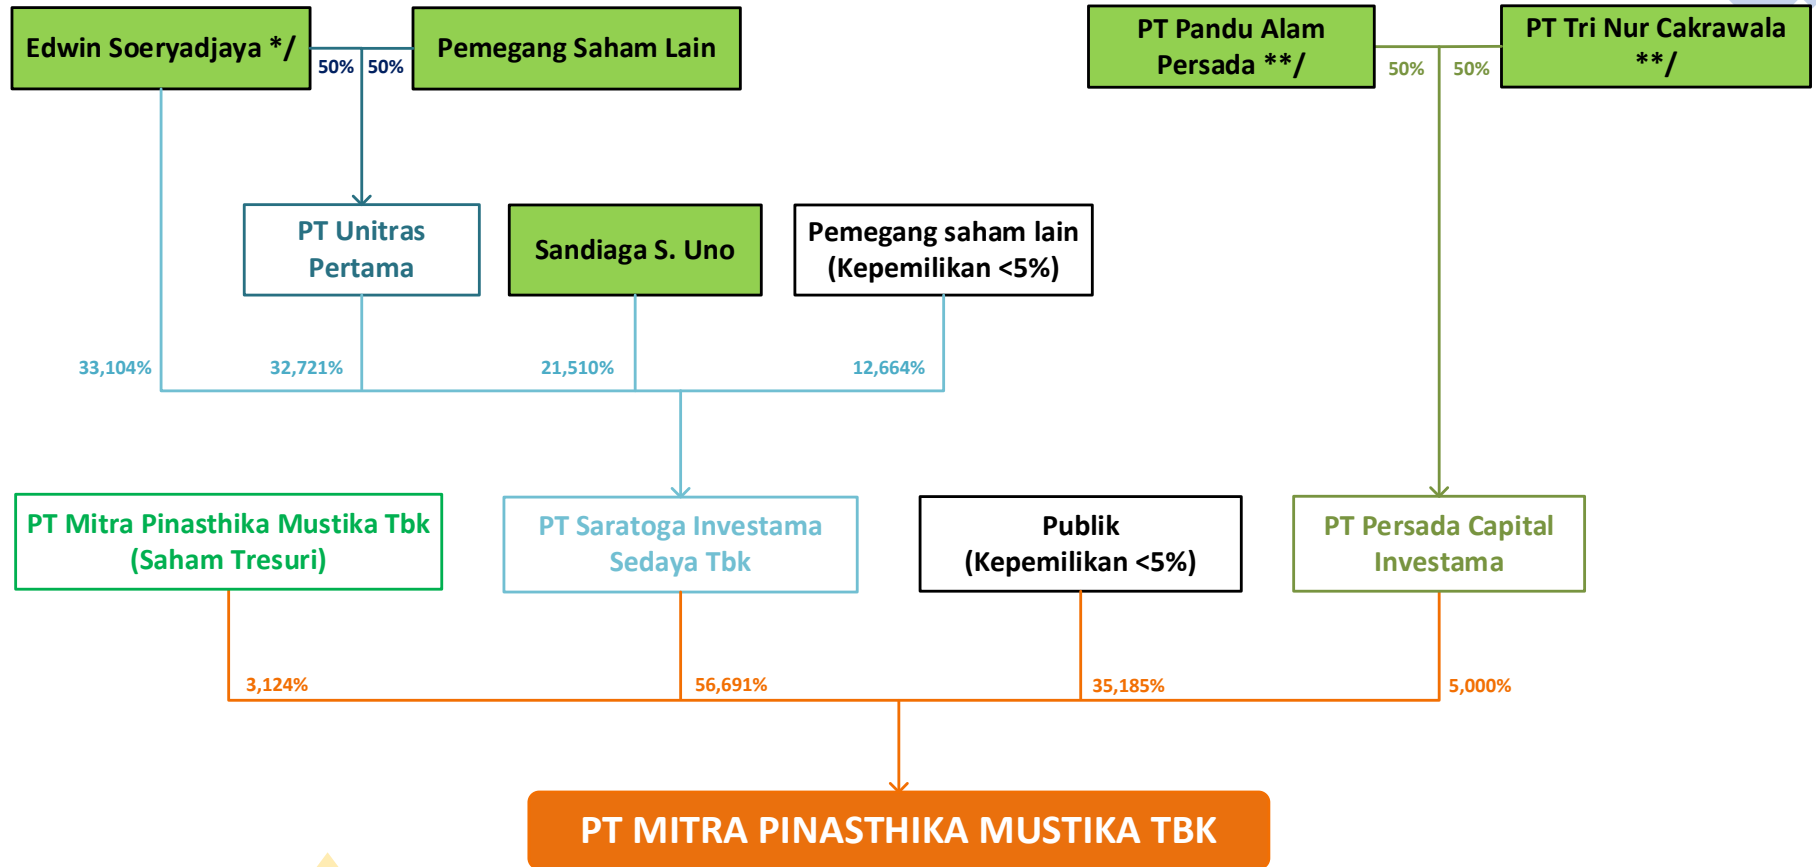 Edwin Soeryadjaya */
50%
50%
Pemegang Saham Lain
PT Pandu Alam
Persada **/
50%
50%
PT Tri Nur Cakrawala
**/
PT Unitras
Pertama
Sandiaga S. Uno
Pemegang saham lain
(Kepemilikan <5%)
33,104%
32,721%
21,510%
12,664%
PT Mitra Pinasthika Mustika Tbk
(Saham Tresuri)
PT Saratoga Investama
Sedaya Tbk
Publik
(Kepemilikan <5%)
PT Persada Capital
Investama
3,124%
56,691%
35,185%
5,000%
PT MITRA PINASTHIKA MUSTIKA TBK